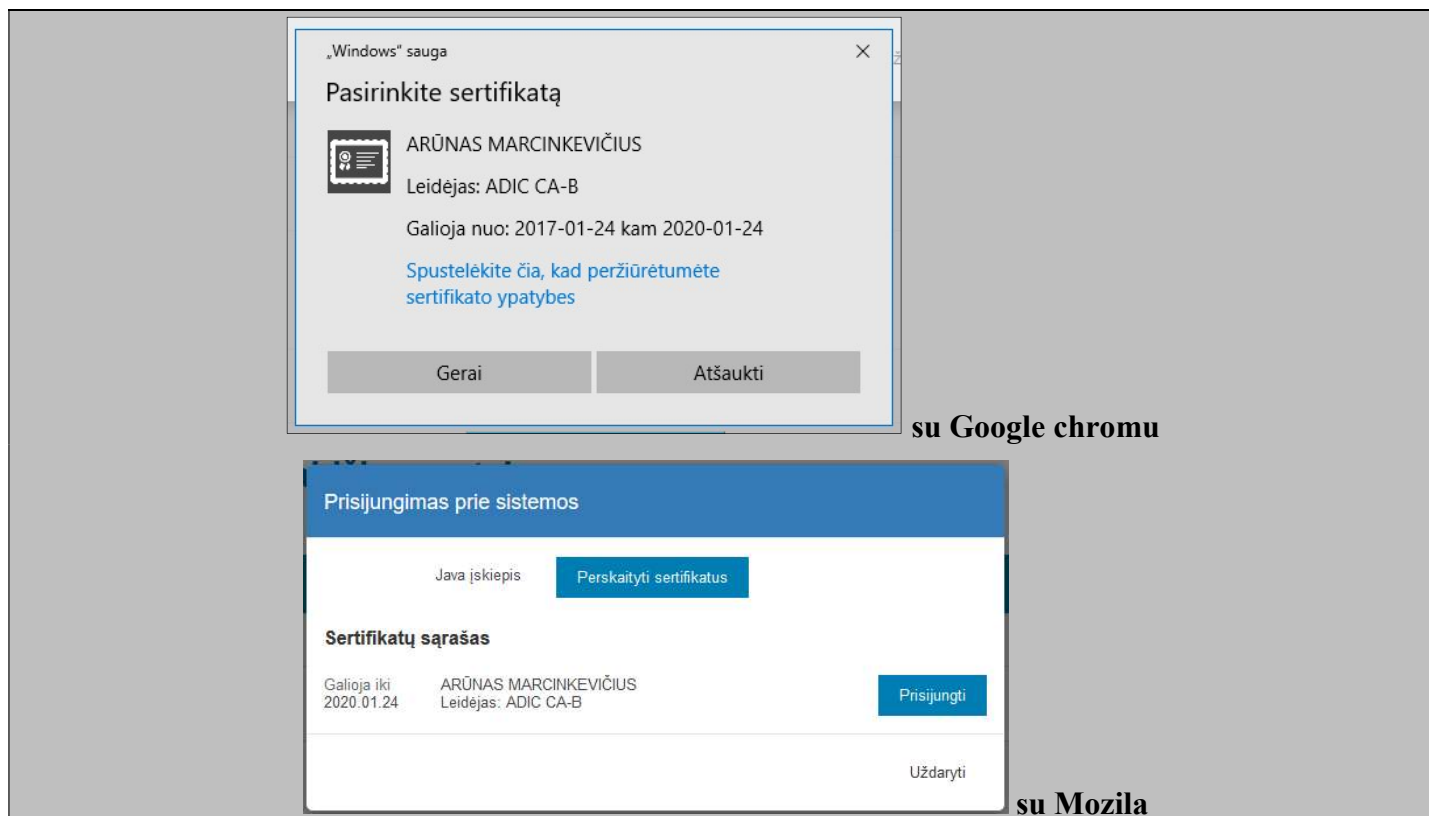 „Windows“ sauga
Pasirinkite sertifikatą
ARŪNAS MARCINKEVIČIUS
Leidėjas: ADIC CA-B
Galioja nuo: 2017-01-24 kam 2020-01-24
Spustelėkite čia, kad peržiūrėtumėte
sertifikato ypatybes
Gerai Atšaukti
su Google chromu
Prisijungimas prie sistemos
Java įskiepis Perskaityti sertifikatus
Sertifikatų sąrašas
Galioja iki ARŪNAS MARCINKEVIČIUS
2020.01.24 Leidėjas: ADIC CA-B
Prisijungti
Uždaryti
su Mozila